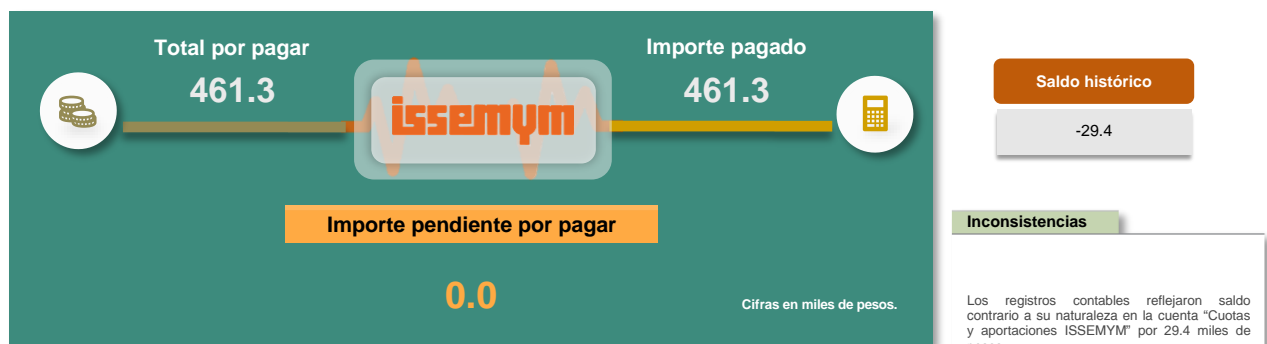 Total por pagar
461.3
issemym
Importe pagado
461.3
Importe pendiente por pagar
0.0
Cifras en miles de pesos.
Saldo histórico
-29.4
Inconsistencias
Los registros contables reflejaron saldo
contrario a su naturaleza en la cuenta “Cuotas
y aportaciones ISSEMYM” por 29.4 miles de